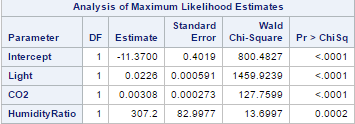 Analysis of Maximum Likelihood Estimates
Parameter DF Estimate Standard Error Wald Chi-Square Pr > ChiSq
Intercept 1 -11.3700 0.4019 800.4827 <.0001
Light 1 0.0226 0.000591 1459.9239 <.0001
CO2 1 0.00308 0.000273 127.7599 <.0001
HumidityRatio 1 307.2 82.9977 13.6997 0.0002